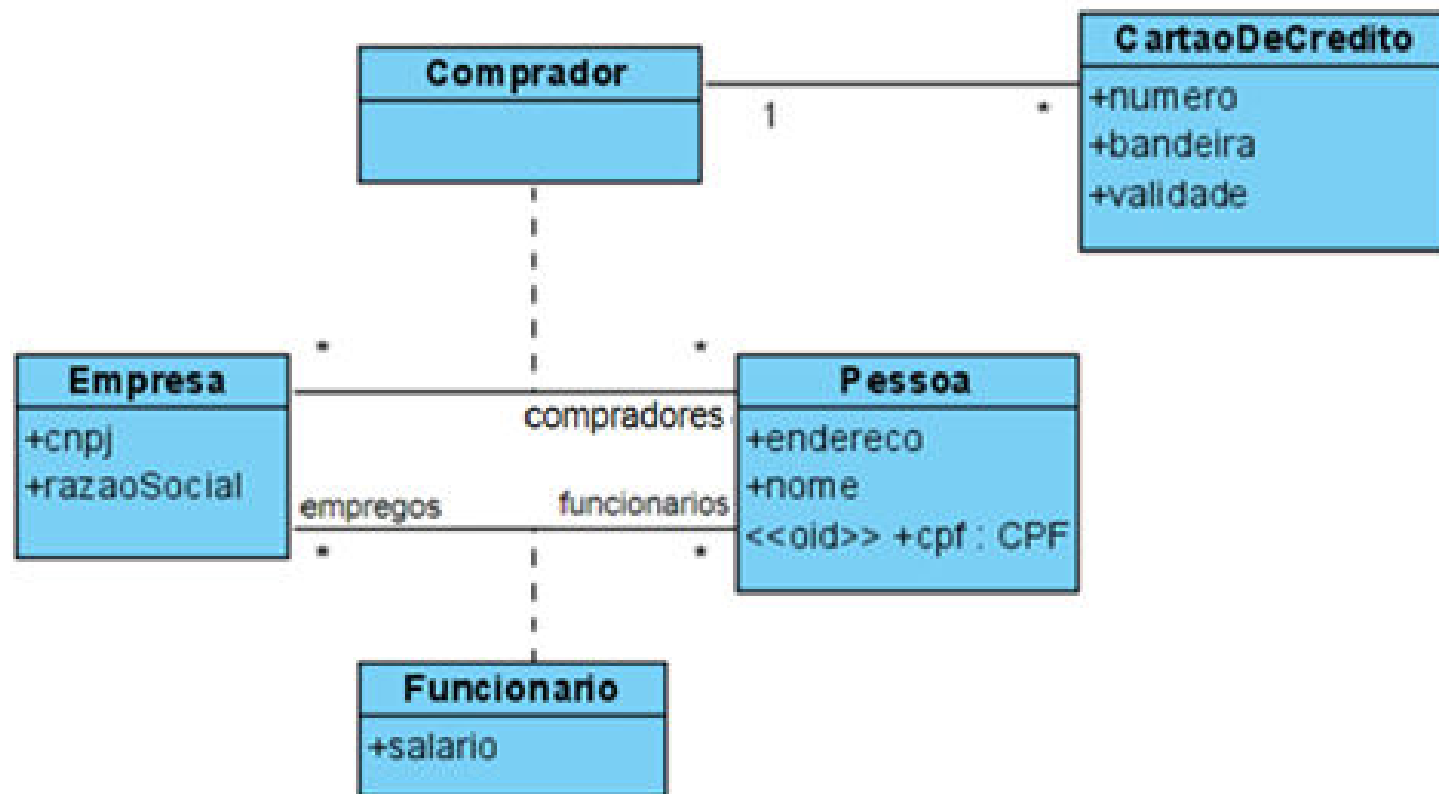 Comprador
1
*
CartaoDeCredito
+numero
+bandeira
+validade
*
*
Empresa
+cnpj
+razaoSocial
compradores
empregos
funcionarios
*
*
Pessoa
+endereco
+nome
<<oid>> +cpf : CPF
Funcionario
+salario